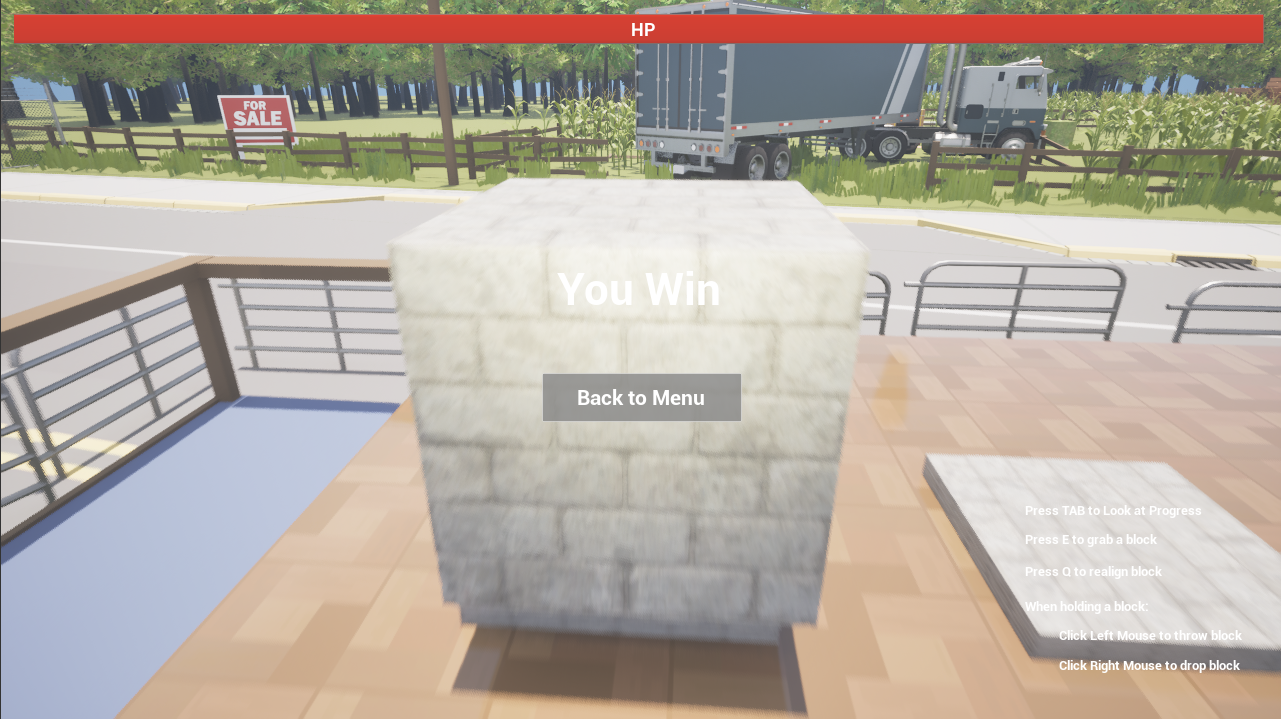 HP
FOR
SALE
You Win
Back to Menu
Press TAB to Look at Progress
Press E to grab a block
Press Q to realign block
When holding a block:
Click Left Mouse to throw block
Click Right Mouse to drop block